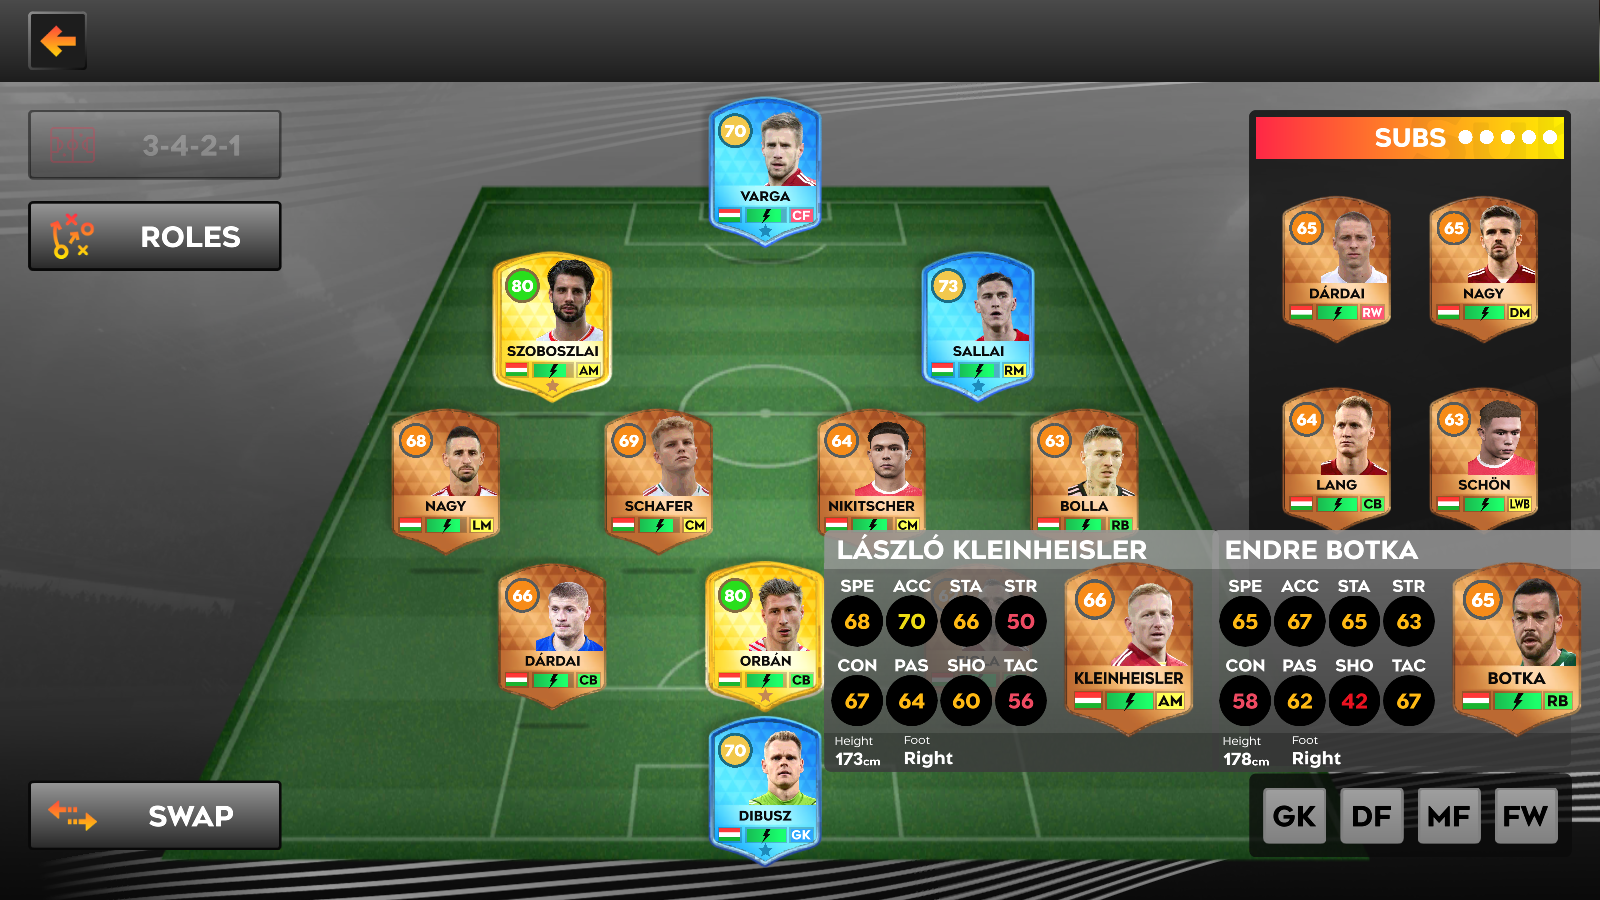 3-4-2-1
ROLES
SWAP
70
VARGA
CF
80
SZOBOSZLAI
AM
73
SALLAI
RM
68
NAGY
LM
69
SCHAFER
CM
64
NIKITSCHER
CM
63
BOLLA
RB
66
DÁRDAI
CB
80
ORBÁN
CB
70
DIBUSZ
GK
SUBS
65
DÁRDAI
RW
65
NAGY
DM
64
LANG
CB
63
SCHÖN
LWB
LÁSZLÓ KLEINHEISLER
SPE ACC STA STR
68 70 66 50
CON PAS SHO TAC
67 64 60 56
Height Foot
173cm Right
66
KLEINHEISLER
AM
ENDRE BOTKA
SPE ACC STA STR
65 67 65 63
CON PAS SHO TAC
58 62 42 67
Height Foot
178cm Right
65
BOTKA
RB
GK DF MF FW